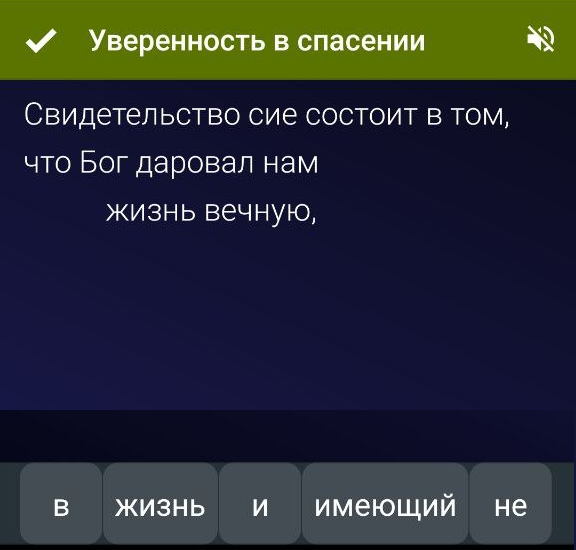 Уверенность в спасении
Свидетельство сие состоит в том,
что Бог даровал нам
жизнь вечную,
в жизнь и имеющий не